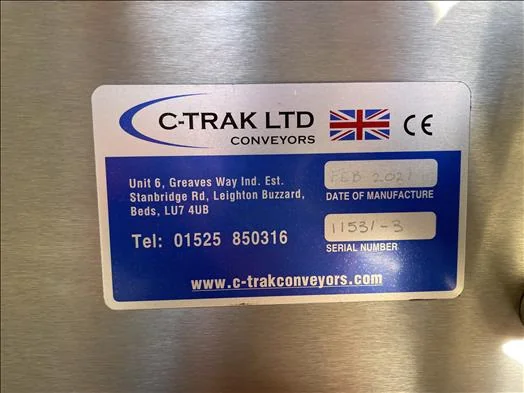 C-TRAK LTD
CONVEYORS
CE
Unit 6, Greaves Way Ind. Est.
Stanbridge Rd, Leighton Buzzard,
Beds, LU7 4UB
Tel: 01525 850316
FEB 2021
DATE OF MANUFACTURE
11531-3
SERIAL NUMBER
www.c-trakconveyors.com